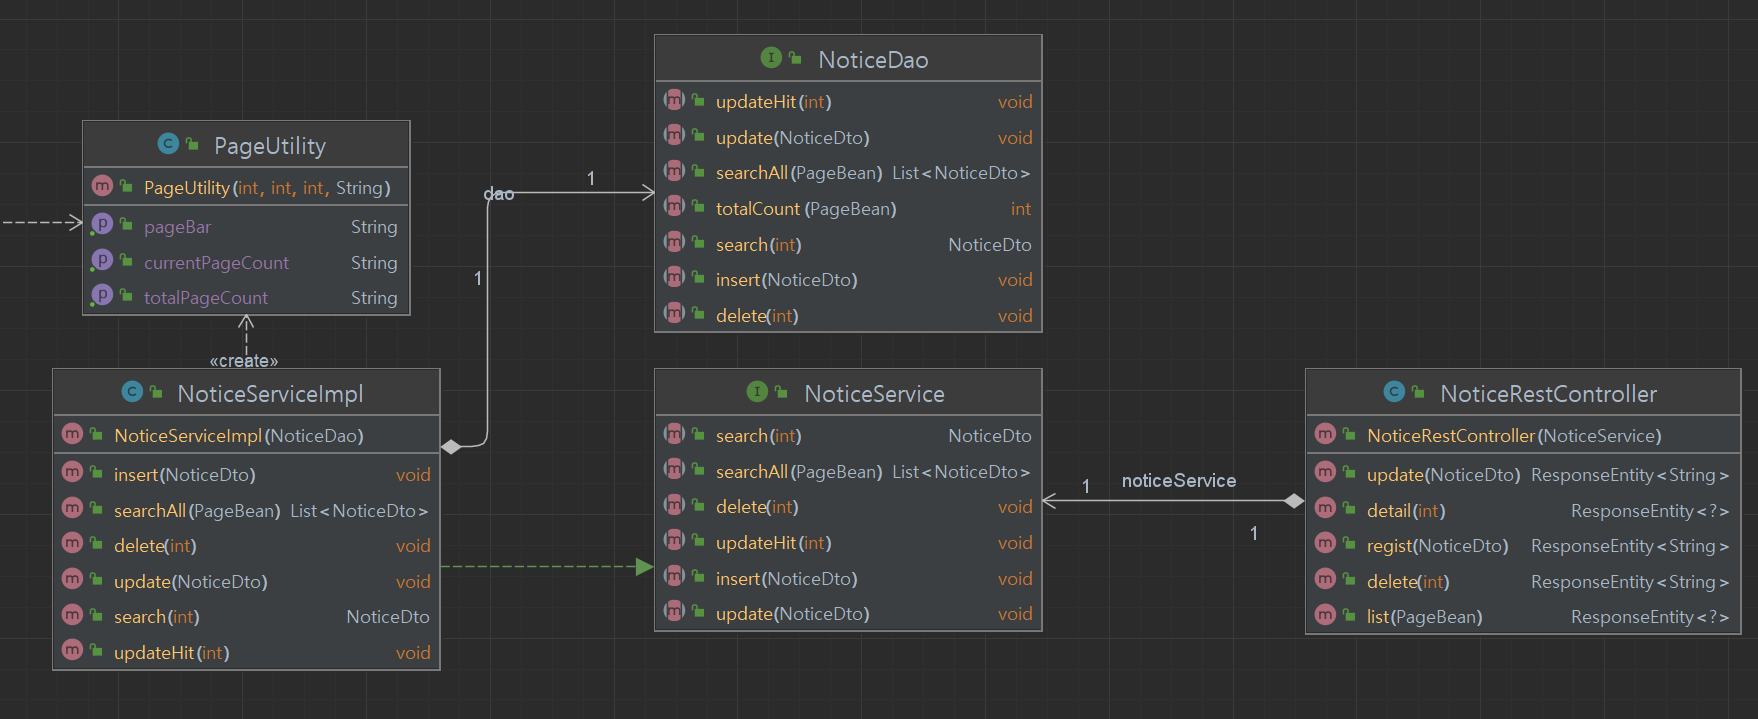 NoticeDao
updateHit(int) void
update(NoticeDto) void
searchAll(PageBean) List<NoticeDto>
totalCount(PageBean) int
search(int) NoticeDto
insert(NoticeDto) void
delete(int) void
PageUtility
PageUtility(int, int, int, String)
pageBar String
currentPageCount String
totalPageCount String
dao
1
1
«create»
NoticeServiceImpl
NoticeServiceImpl(NoticeDao)
insert(NoticeDto) void
searchAll(PageBean) List<NoticeDto>
delete(int) void
update(NoticeDto) void
search(int) NoticeDto
updateHit(int) void
NoticeService
search(int) NoticeDto
searchAll(PageBean) List<NoticeDto>
delete(int) void
updateHit(int) void
insert(NoticeDto) void
update(NoticeDto) void
1
noticeService
1
NoticeRestController
NoticeRestController(NoticeService)
update(NoticeDto) ResponseEntity<String>
detail(int) ResponseEntity<?>
regist(NoticeDto) ResponseEntity<String>
delete(int) ResponseEntity<String>
list(PageBean) ResponseEntity<?>